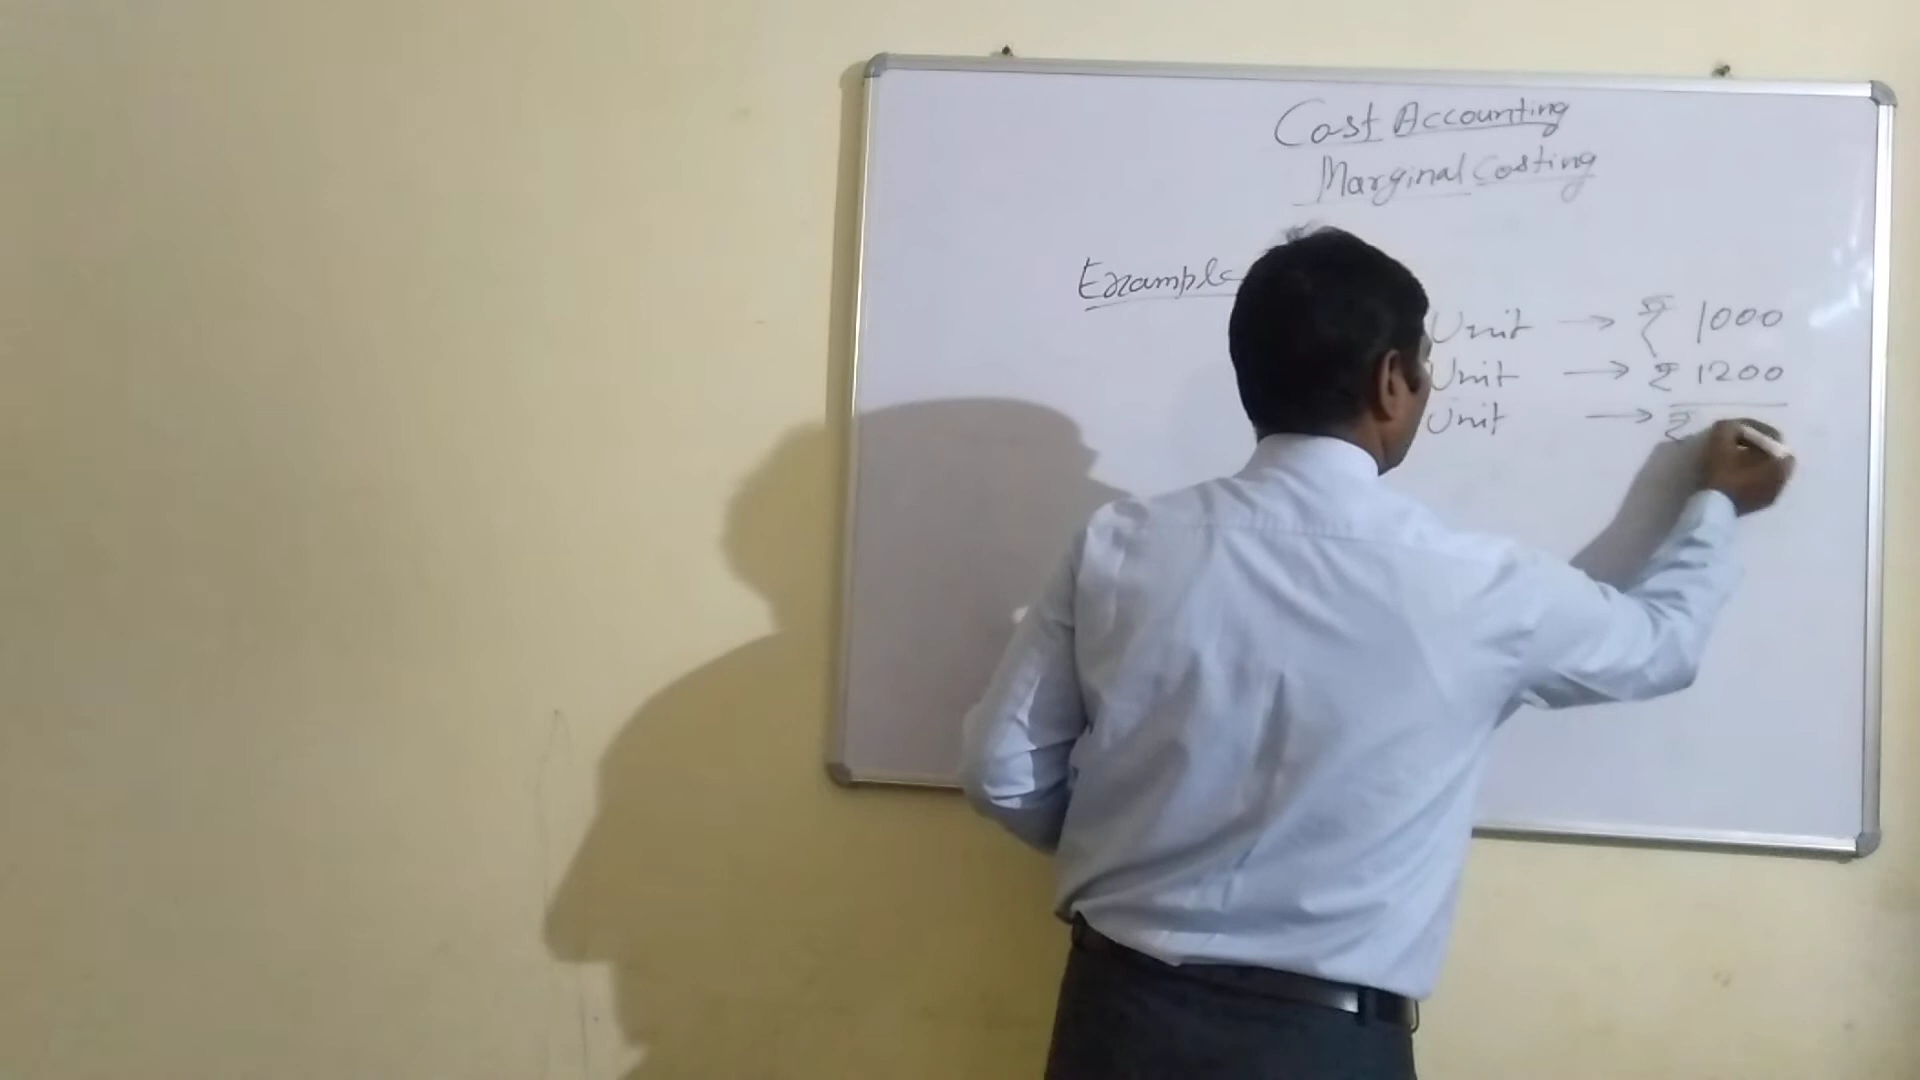 Cost Accounting
Marginal Costing
Example
Unit → ₹ 1000
Unit → ₹ 1200
Unit → ₹